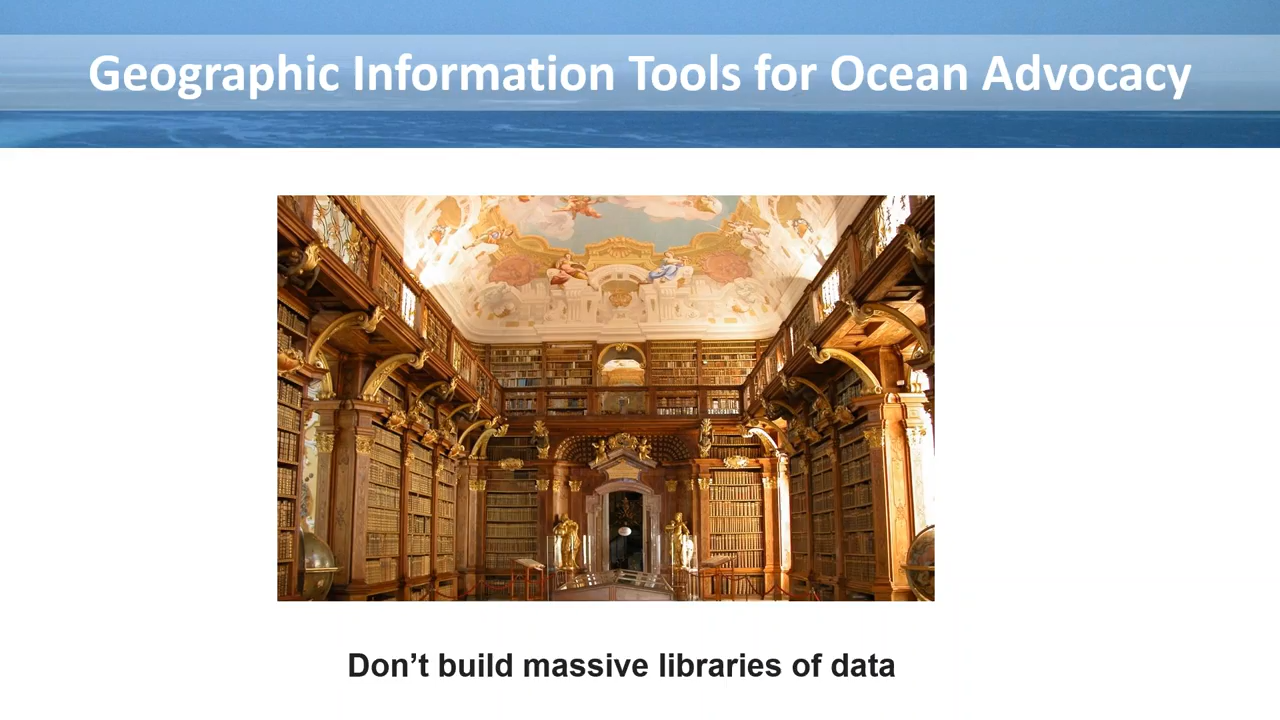 Geographic Information Tools for Ocean Advocacy
Don’t build massive libraries of data